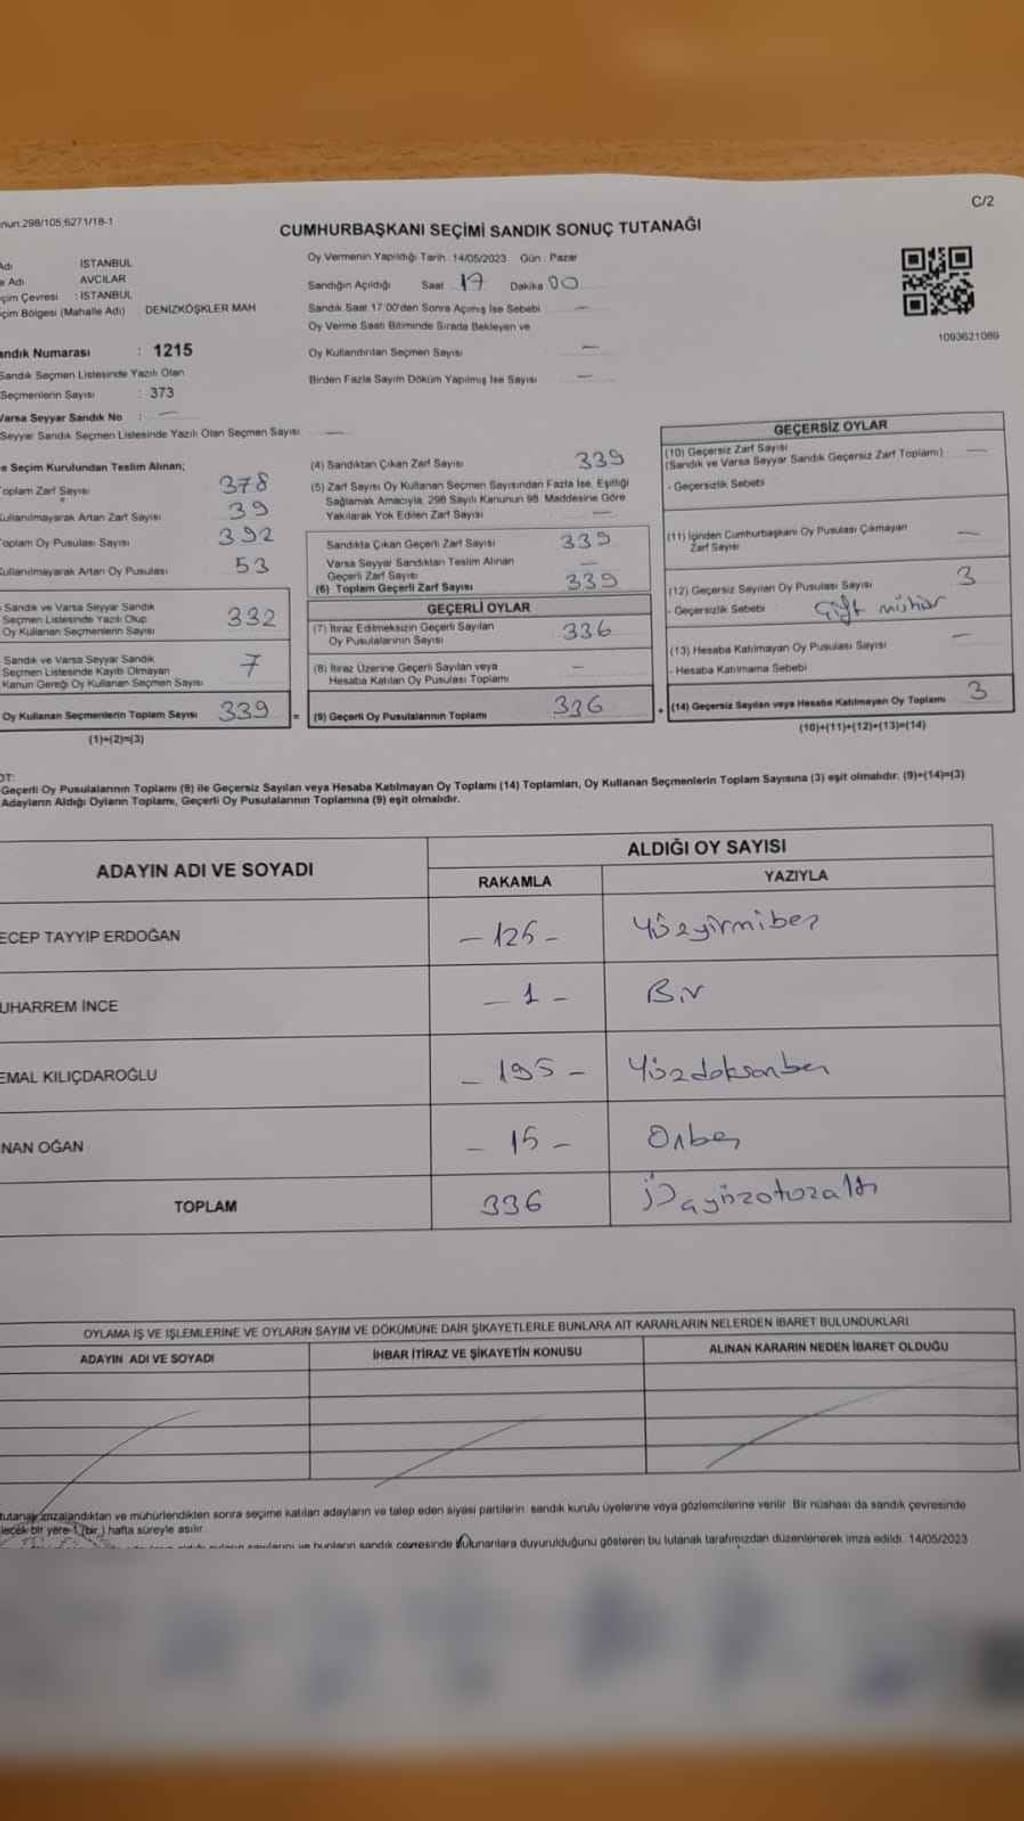 C/2
nun:298/105;6271/18-1
CUMHURBAŞKANI SEÇİMİ SANDIK SONUÇ TUTANAĞI
Adı İSTANBUL
Adı AVCILAR
çim Çevresi : İSTANBUL
çim Bölgesi (Mahalle Adı) DENİZKÖŞKLER MAH
andık Numarası : 1215
Sandık Seçmen Listesinde Yazılı Olan
Seçmenlerin Sayısı : 373
Varsa Seyyar Sandık No : —
Seyyar Sandık Seçmen Listesinde Yazılı Olan Seçmen Sayısı —
Oy Vermenin Yapıldığı Tarih : 14/05/2023 Gün : Pazar
Sandığın Açıldığı Saat 17 Dakika 00
Sandık Saat 17:00'den Sonra Açımış İse Sebebi —
Oy Verme Saati Bitiminde Sırada Bekleyen ve
Oy Kullandırılan Seçmen Sayısı —
Birden Fazla Sayım Döküm Yapılmış İse Sayısı —
1093621089
e Seçim Kurulundan Teslim Alınan;
oplam Zarf Sayısı 378
ullanılmayarak Artan Zarf Sayısı 39
oplam Oy Pusulası Sayısı 392
ullanılmayarak Artan Oy Pusulası 53
Sandık ve Varsa Seyyar Sandık
Seçmen Listesinde Yazılı Olup
Oy Kullanan Seçmenlerin Sayısı 332
Sandık ve Varsa Seyyar Sandık
Seçmen Listesinde Kayıtlı Olmayan
Kanun Gereği Oy Kullanan Seçmen Sayısı 7
Oy Kullanan Seçmenlerin Toplam Sayısı 339
(1)+(2)=(3)
(4) Sandıktan Çıkan Zarf Sayısı 339
(5) Zarf Sayısı Oy Kullanan Seçmen Sayısından Fazla İse, Eşitliği
Sağlamak Amacıyla, 298 Sayılı Kanunun 98. Maddesine Göre
Yakılarak Yok Edilen Zarf Sayısı —
Sandıkta Çıkan Geçerli Zarf Sayısı 339
Varsa Seyyar Sandıktan Teslim Alınan
Geçerli Zarf Sayısı —
(6) Toplam Geçerli Zarf Sayısı 339
GEÇERLİ OYLAR
(7) İtiraz Edilmeksizin Geçerli Sayılan
Oy Pusulalarının Sayısı 336
(8) İtiraz Üzerine Geçerli Sayılan veya
Hesaba Katılan Oy Pusulası Toplamı —
= (9) Geçerli Oy Pusulalarının Toplamı 336
GEÇERSİZ OYLAR
(10) Geçersiz Zarf Sayısı
(Sandık ve Varsa Seyyar Sandık Geçersiz Zarf Toplamı) —
- Geçersizlik Sebebi
(11) İçinden Cumhurbaşkanı Oy Pusulası Çıkmayan
Zarf Sayısı —
(12) Geçersiz Sayılan Oy Pusulası Sayısı 3
- Geçersizlik Sebebi Çift mühür
(13) Hesaba Katılmayan Oy Pusulası Sayısı —
- Hesaba Katılmama Sebebi
+ (14) Geçersiz Sayılan veya Hesaba Katılmayan Oy Toplamı 3
(10)+(11)+(12)+(13)=(14)
OT:
Geçerli Oy Pusulalarının Toplamı (9) ile Geçersiz Sayılan veya Hesaba Katılmayan Oy Toplamı (14) Toplamları, Oy Kullanan Seçmenlerin Toplam Sayısına (3) eşit olmalıdır. (9)+(14)=(3)
Adayların Aldığı Oyların Toplamı, Geçerli Oy Pusulalarının Toplamına (9) eşit olmalıdır.
ADAYIN ADI VE SOYADI ALDIĞI OY SAYISI
RAKAMLA YAZIYLA
ECEP TAYYIP ERDOĞAN - 125 - Yüzyirmibeş
UHARREM İNCE - 1 - Bir
EMAL KILIÇDAROĞLU - 195 - Yüzdoksanbeş
NAN OĞAN - 15 - Onbeş
TOPLAM 336 Üçyüzotuzaltı
OYLAMA İŞ VE İŞLEMLERİNE VE OYLARIN SAYIM VE DÖKÜMÜNE DAİR ŞİKAYETLERLE BUNLARA AİT KARARLARIN NELERDEN İBARET BULUNDUKLARI
ADAYIN ADI VE SOYADI İHBAR İTİRAZ VE ŞİKAYETİN KONUSU ALINAN KARARIN NEDEN İBARET OLDUĞU
tutanak imzalandıktan ve mühürlendikten sonra seçime katılan adayların ve talep eden siyasi partilerin sandık kurulu üyelerine veya gözlemcilerine verilir. Bir nüshası da sandık çevresinde
lecek bir yere 1 (bir) hafta süreyle asılır.
ve bunların sandık çevresinde bulunanlara duyurulduğunu gösteren bu tutanak tarafımızdan düzenlenerek imza edildi. 14/05/2023